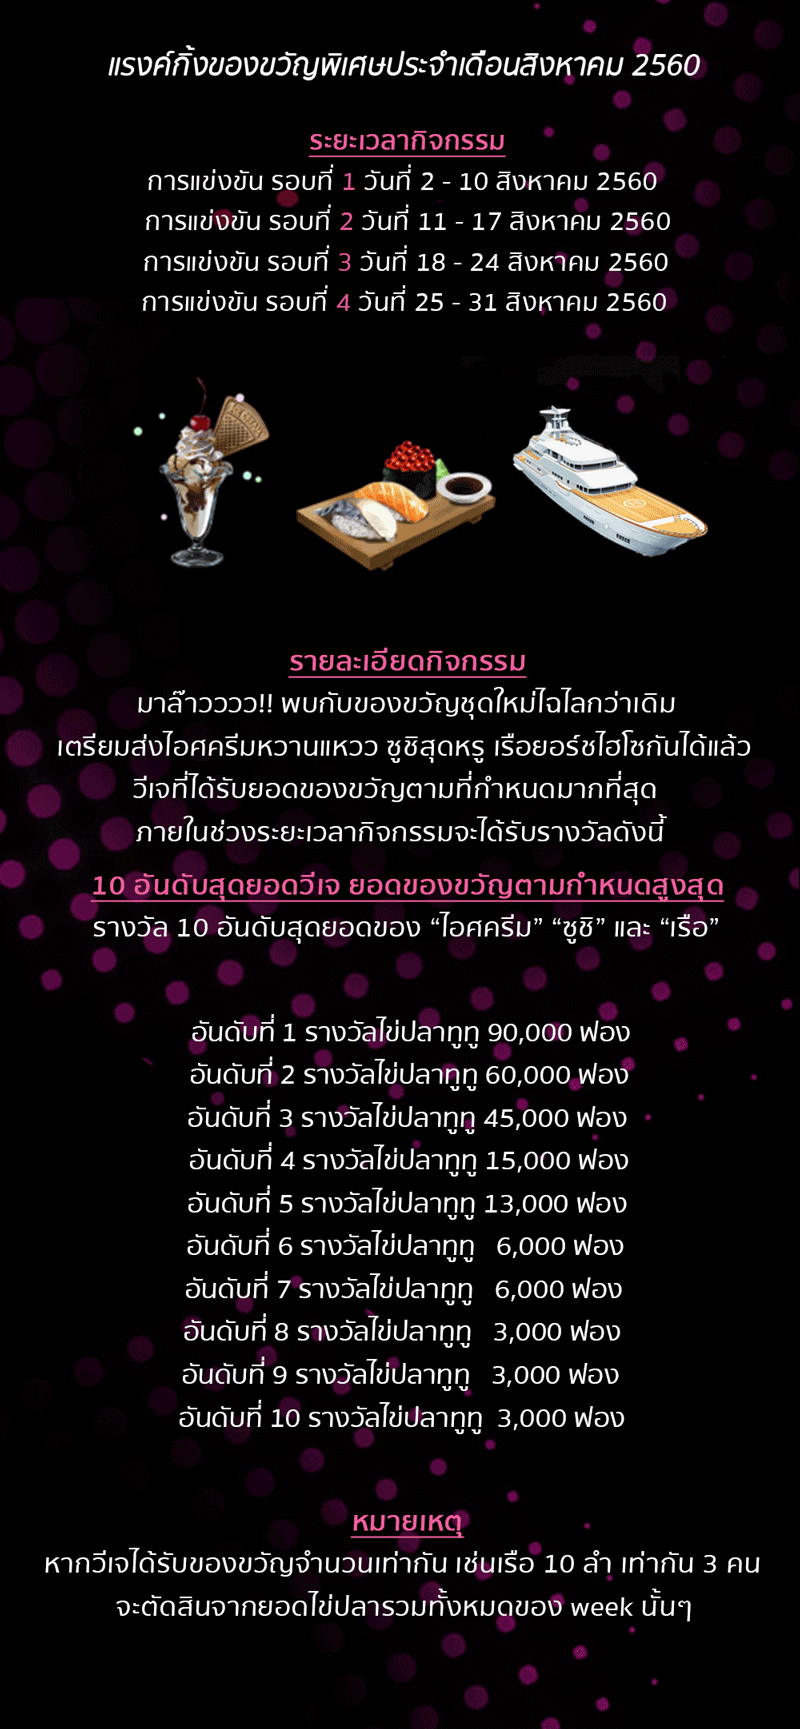 แรงค์กิ้งของขวัญพิเศษประจำเดือนสิงหาคม 2560
ระยะเวลากิจกรรม
การแข่งขัน รอบที่ 1 วันที่ 2 - 10 สิงหาคม 2560
การแข่งขัน รอบที่ 2 วันที่ 11 - 17 สิงหาคม 2560
การแข่งขัน รอบที่ 3 วันที่ 18 - 24 สิงหาคม 2560
การแข่งขัน รอบที่ 4 วันที่ 25 - 31 สิงหาคม 2560
รายละเอียดกิจกรรม
มาล๊าวววว!! พบกับของขวัญชุดใหม่ไฉไลกว่าเดิม
เตรียมส่งไอศครีมหวานแหวว ซูชิสุดหรู เรือยอร์ชไฮโซกันได้แล้ว
วีเจที่ได้รับยอดของขวัญตามที่กำหนดมากที่สุด
ภายในช่วงระยะเวลากิจกรรมจะได้รับรางวัลดังนี้
10 อันดับสุดยอดวีเจ ยอดของขวัญตามกำหนดสูงสุด
รางวัล 10 อันดับสุดยอดของ “ไอศครีม” “ซูชิ” และ “เรือ”
อันดับที่ 1 รางวัลไข่ปลาทูทู 90,000 ฟอง
อันดับที่ 2 รางวัลไข่ปลาทูทู 60,000 ฟอง
อันดับที่ 3 รางวัลไข่ปลาทูทู 45,000 ฟอง
อันดับที่ 4 รางวัลไข่ปลาทูทู 15,000 ฟอง
อันดับที่ 5 รางวัลไข่ปลาทูทู 13,000 ฟอง
อันดับที่ 6 รางวัลไข่ปลาทูทู 6,000 ฟอง
อันดับที่ 7 รางวัลไข่ปลาทูทู 6,000 ฟอง
อันดับที่ 8 รางวัลไข่ปลาทูทู 3,000 ฟอง
อันดับที่ 9 รางวัลไข่ปลาทูทู 3,000 ฟอง
อันดับที่ 10 รางวัลไข่ปลาทูทู 3,000 ฟอง
หมายเหตุ
หากวีเจได้รับของขวัญจำนวนเท่ากัน เช่นเรือ 10 ลำ เท่ากัน 3 คน
จะตัดสินจากยอดไข่ปลารวมทั้งหมดของ week นั้นๆ